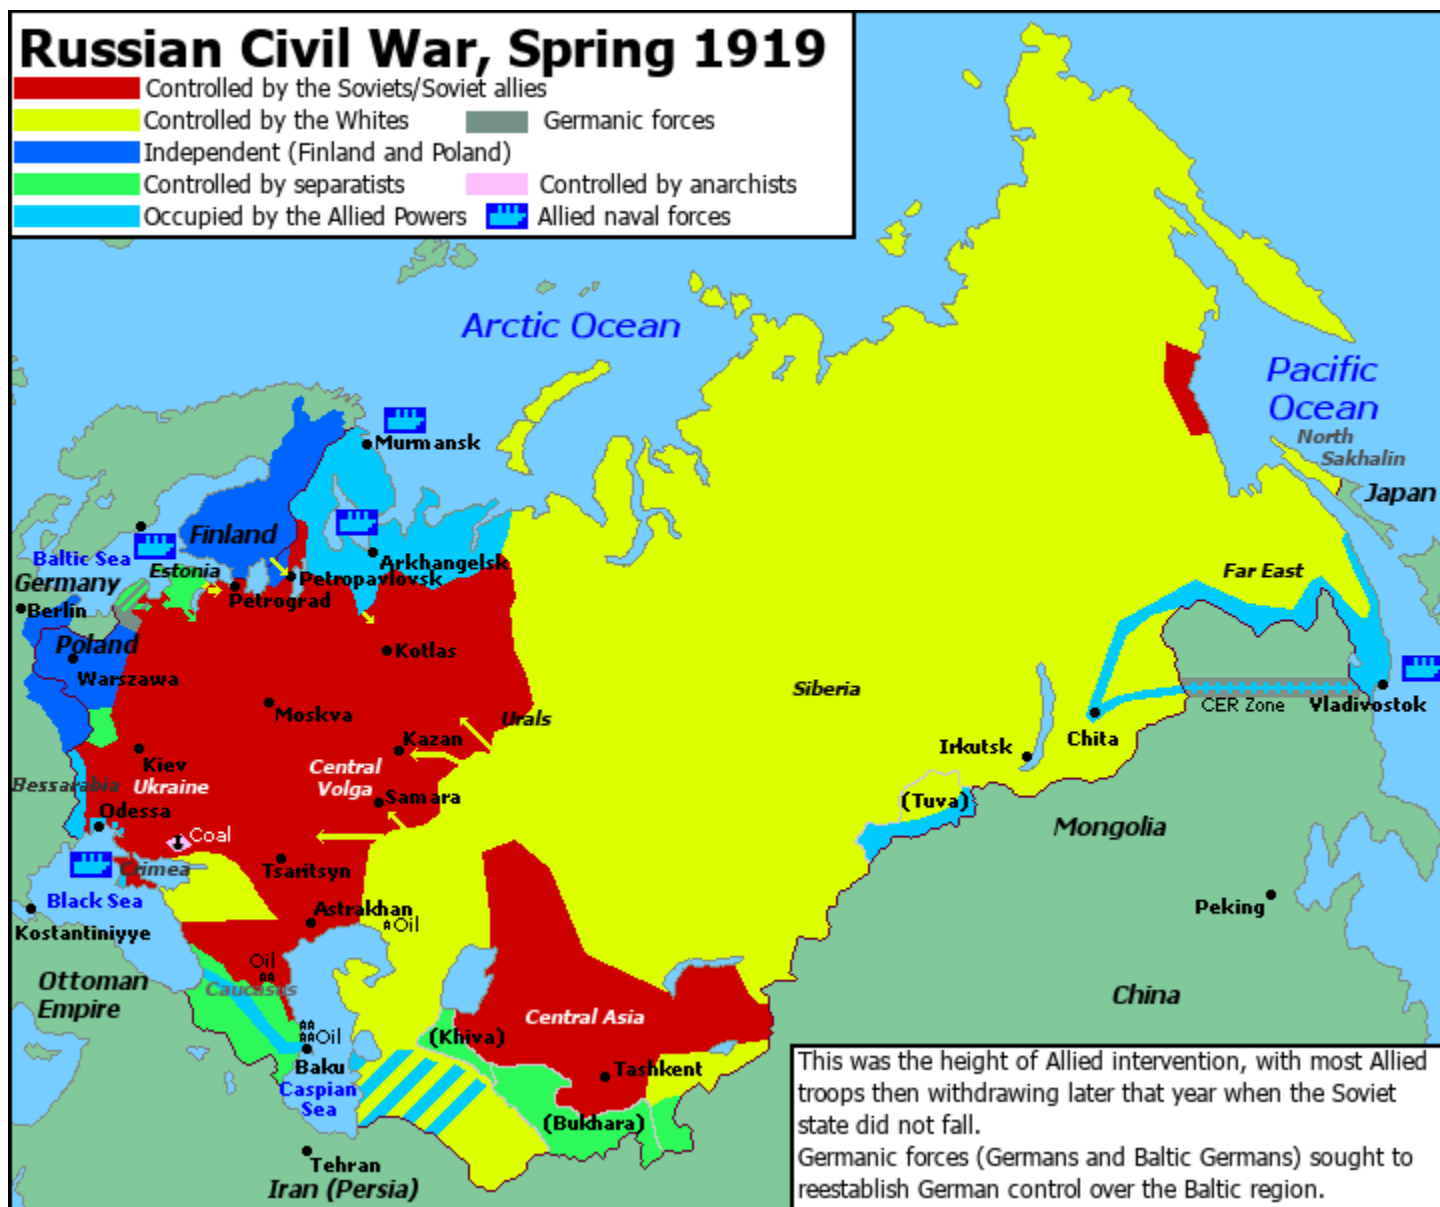 Russian Civil War, Spring 1919
Controlled by the Soviets/Soviet allies
Controlled by the Whites
Germanic forces
Independent (Finland and Poland)
Controlled by separatists
Controlled by anarchists
Occupied by the Allied Powers
Allied naval forces
Arctic Ocean
Pacific
Ocean
North
Sakhalin
Japan
Murmansk
Finland
Baltic Sea
Estonia
Arkhangelsk
Germany
Petropavlovsk
Far East
Berlin
Petrograd
Poland
Kotlas
Warszawa
Siberia
Moskva
Urals
CER Zone
Vladivostok
Kazan
Chita
Irkutsk
Kiev
Central
Volga
Bessarabia
Ukraine
Samara
(Tuva)
Odessa
Mongolia
Coal
Crimea
Tsaritsyn
Black Sea
Astrakhan
Peking
Oil
Kostantiniyye
Oil
Ottoman
Empire
Caucasus
China
Central Asia
Oil
(Khiva)
Baku
Tashkent
Caspian
Sea
(Bukhara)
Tehran
Iran (Persia)
This was the height of Allied intervention, with most Allied
troops then withdrawing later that year when the Soviet
state did not fall.
Germanic forces (Germans and Baltic Germans) sought to
reestablish German control over the Baltic region.